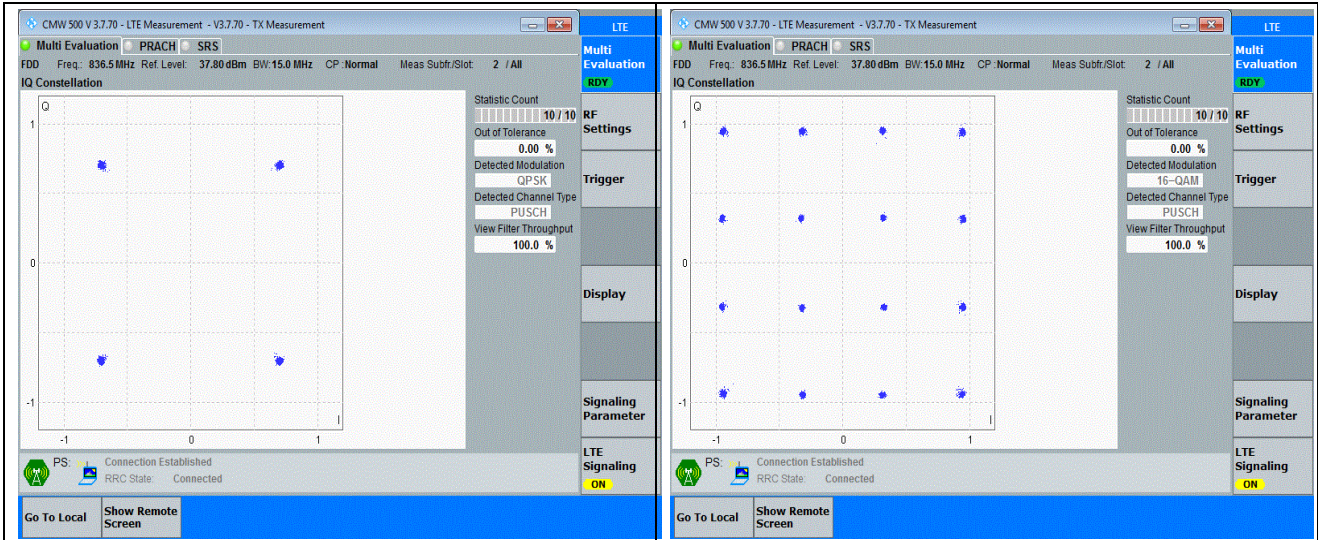 CMW 500 V 3.7.70 - LTE Measurement - V3.7.70 - TX Measurement
LTE
Multi Evaluation PRACH SRS
Multi
Evaluation
RDY
FDD Freq.: 836.5 MHz Ref. Level: 37.80 dBm BW: 15.0 MHz CP : Normal Meas Subfr./Slot: 2 / All
IQ Constellation
Q
1
0
-1
-1
0
1
I
Statistic Count
10 / 10
Out of Tolerance
0.00 %
Detected Modulation
QPSK
Detected Channel Type
PUSCH
View Filter Throughput
100.0 %
RF
Settings
Trigger
Display
Signaling
Parameter
LTE
Signaling
ON
PS: Connection Established
RRC State: Connected
Go To Local
Show Remote
Screen
CMW 500 V 3.7.70 - LTE Measurement - V3.7.70 - TX Measurement
LTE
Multi Evaluation PRACH SRS
Multi
Evaluation
RDY
FDD Freq.: 836.5 MHz Ref. Level: 37.80 dBm BW: 15.0 MHz CP : Normal Meas Subfr./Slot: 2 / All
IQ Constellation
Q
1
0
-1
-1
0
1
I
Statistic Count
10 / 10
Out of Tolerance
0.00 %
Detected Modulation
16-QAM
Detected Channel Type
PUSCH
View Filter Throughput
100.0 %
RF
Settings
Trigger
Display
Signaling
Parameter
LTE
Signaling
ON
PS: Connection Established
RRC State: Connected
Go To Local
Show Remote
Screen